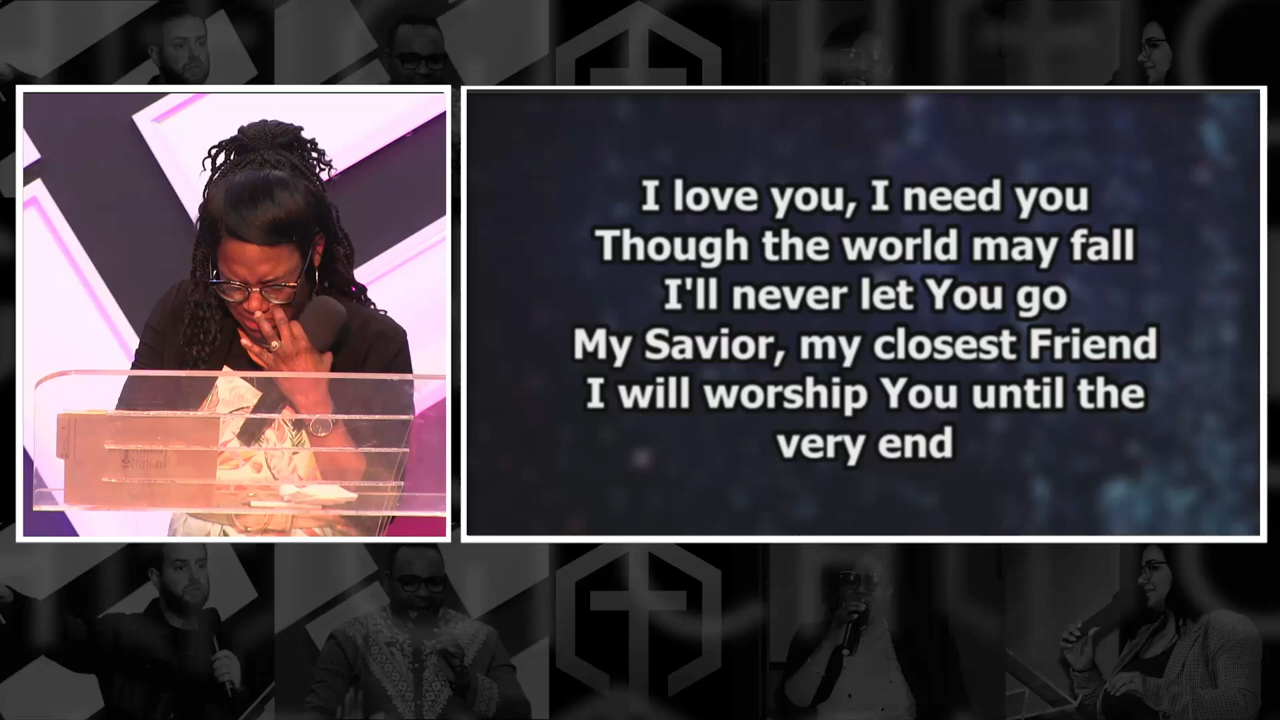 I love you, I need you
Though the world may fall
I'll never let You go
My Savior, my closest Friend
I will worship You until the
very end